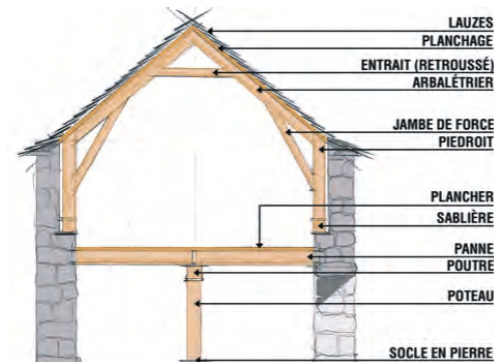 LAUZES
PLANCHAGE
ENTRAIT (RETROUSSÉ)
ARBALÉTRIER
JAMBE DE FORCE
PIEDROIT
PLANCHER
SABLIÈRE
PANNE
POUTRE
POTEAU
SOCLE EN PIERRE